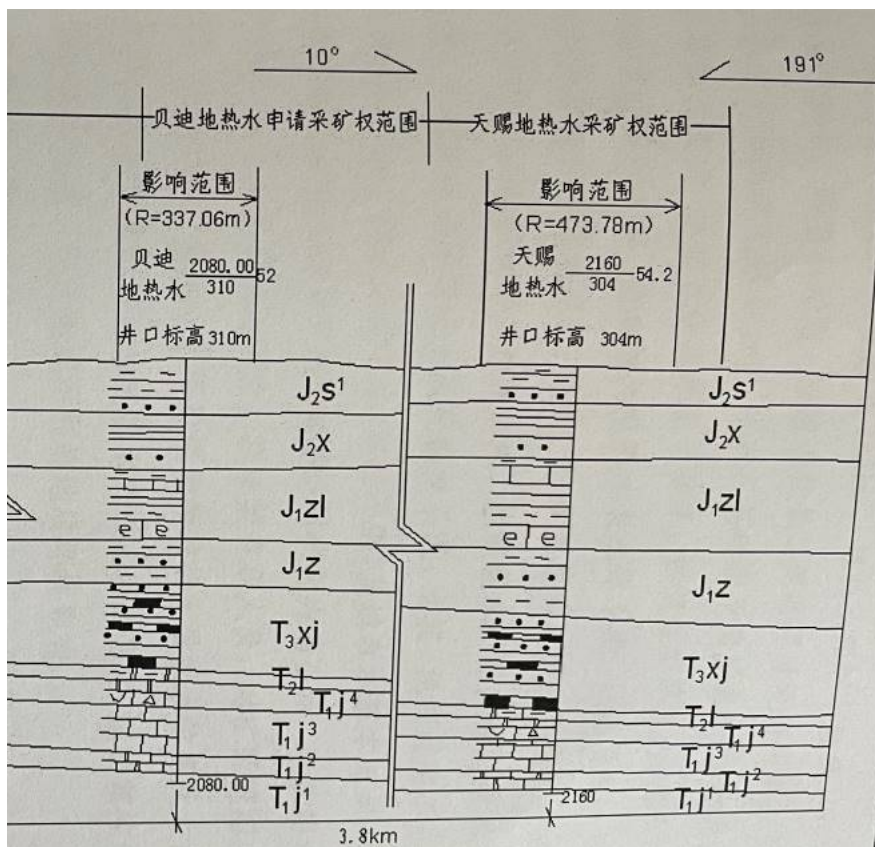 10°
191°
贝迪地热水申请采矿权范围
天赐地热水采矿权范围
影响范围
(R=337.06m)
影响范围
(R=473.78m)
贝迪
地热水
2080.00
310
52
天赐
地热水
2160
304
54.2
井口标高 310m
井口标高 304m
J₂s¹
J₂s¹
J₂x
J₂x
J₁zl
J₁zl
e e
e e
J₁z
J₁z
T₃xj
T₃xj
T₂l
T₂l
T₁j⁴
T₁j⁴
T₁j³
T₁j³
T₁j²
T₁j²
2080.00
2160
T₁j¹
T₁j¹
3.8km